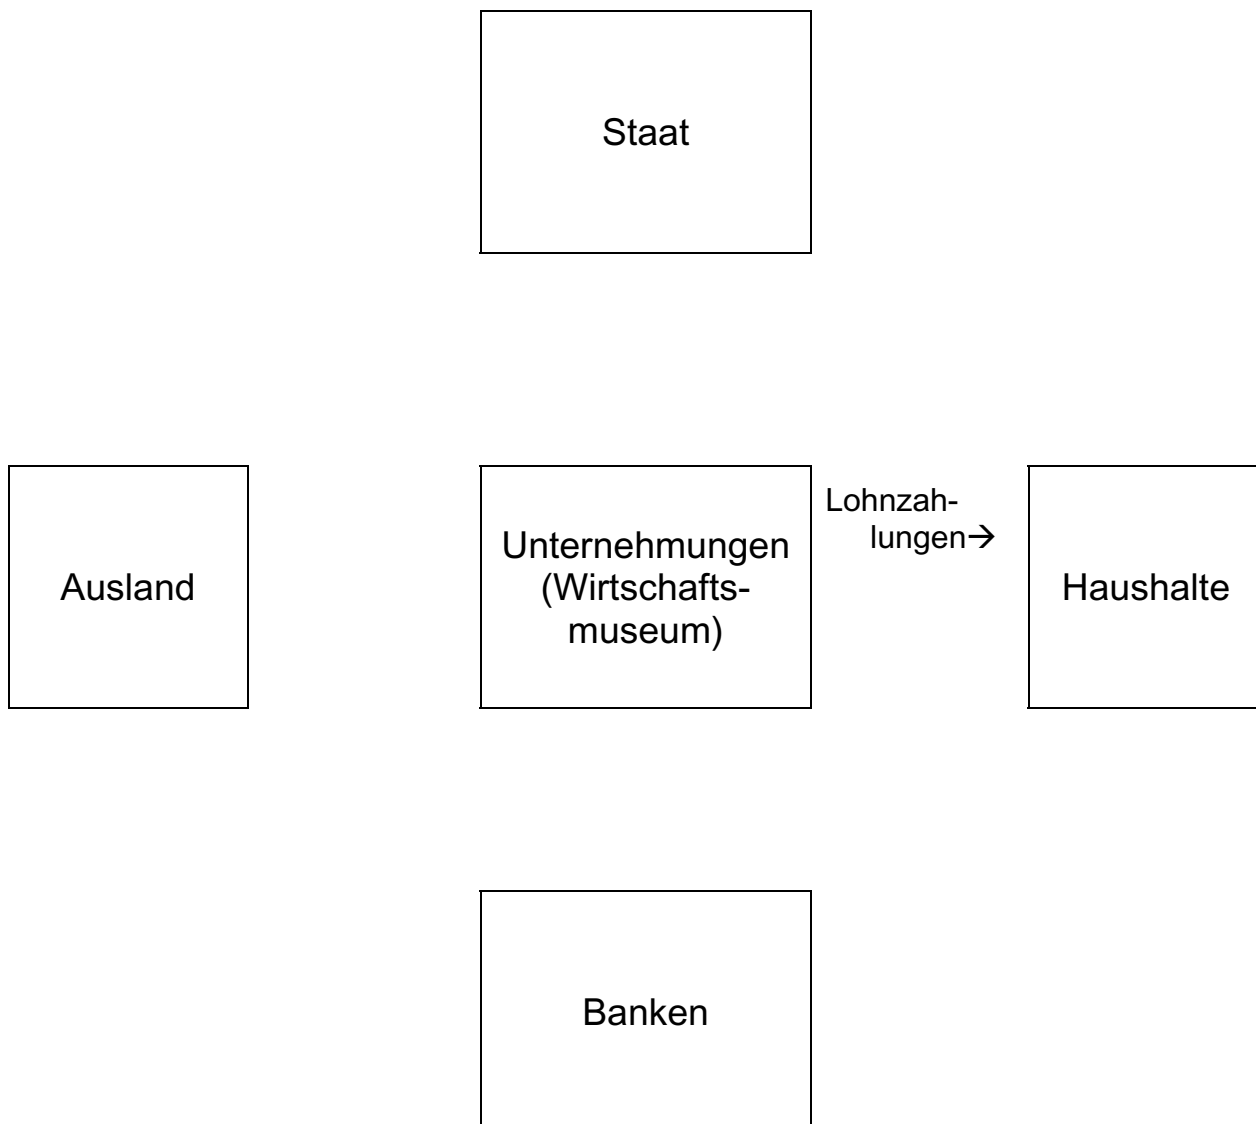 Staat
Ausland
Unternehmungen
(Wirtschafts-
museum)
Lohnzah-
lungen→
Haushalte
Banken